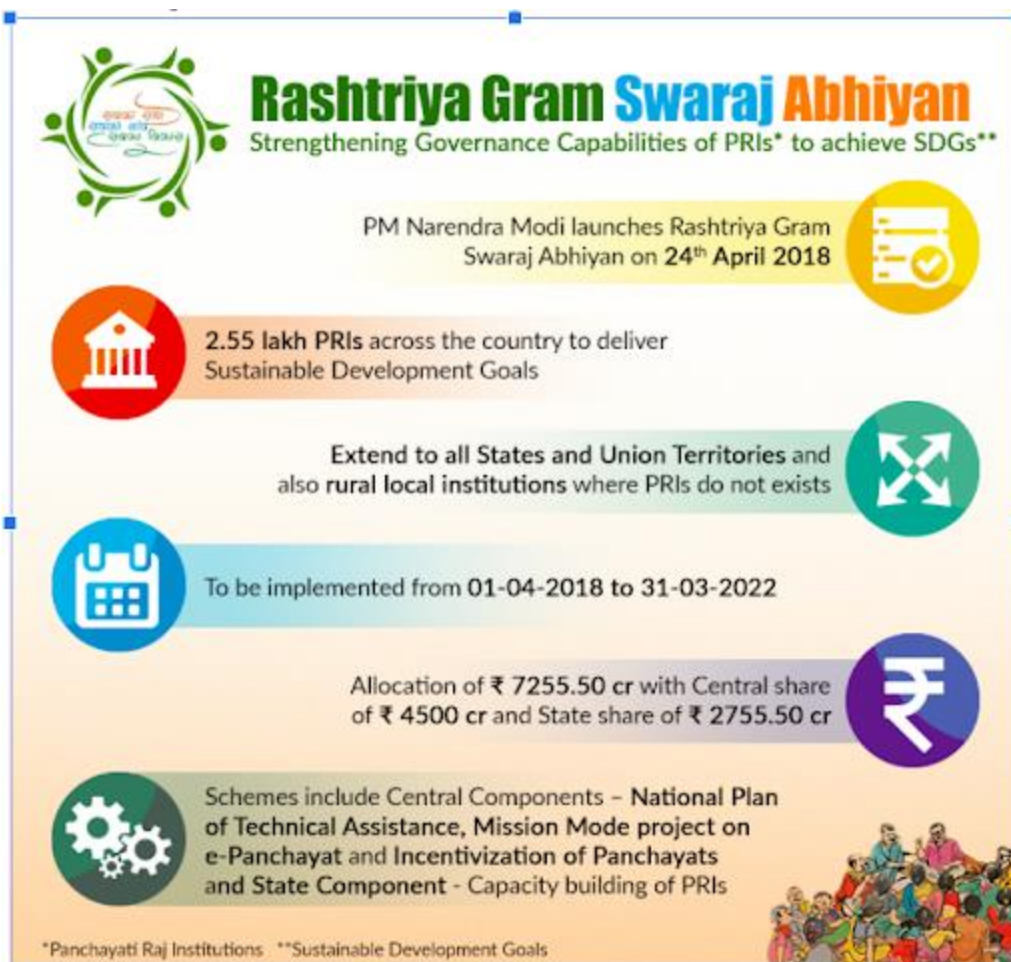 Rashtriya Gram Swaraj Abhiyan
Strengthening Governance Capabilities of PRIs* to achieve SDGs**
PM Narendra Modi launches Rashtriya Gram
Swaraj Abhiyan on 24th April 2018
2.55 lakh PRIs across the country to deliver
Sustainable Development Goals
Extend to all States and Union Territories and
also rural local institutions where PRIs do not exists
To be implemented from 01-04-2018 to 31-03-2022
Allocation of ₹ 7255.50 cr with Central share
of ₹ 4500 cr and State share of ₹ 2755.50 cr
Schemes include Central Components – National Plan
of Technical Assistance, Mission Mode project on
e-Panchayat and Incentivization of Panchayats
and State Component - Capacity building of PRIs
*Panchayati Raj Institutions **Sustainable Development Goals